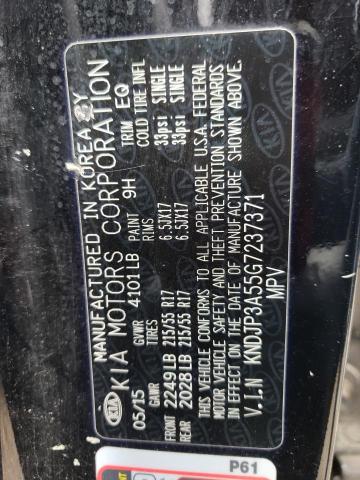 MANUFACTURED IN KOREA BY
KIA KIA MOTORS CORPORATION
05/15 GVWR 4101LB PAINT 9H TRIM EQ
GAWR TIRES RIMS COLD TIRE INFL
FRONT 2249LB 215/55 R17 6.5JX17 33psi SINGLE
REAR 2028LB 215/55 R17 6.5JX17 33psi SINGLE
THIS VEHICLE CONFORMS TO ALL APPLICABLE U.S.A. FEDERAL
MOTOR VEHICLE SAFETY AND THEFT PREVENTION STANDARDS
IN EFFECT ON THE DATE OF MANUFACTURE SHOWN ABOVE.
V.I.N KNDJP3A55G7237371
MPV
P61